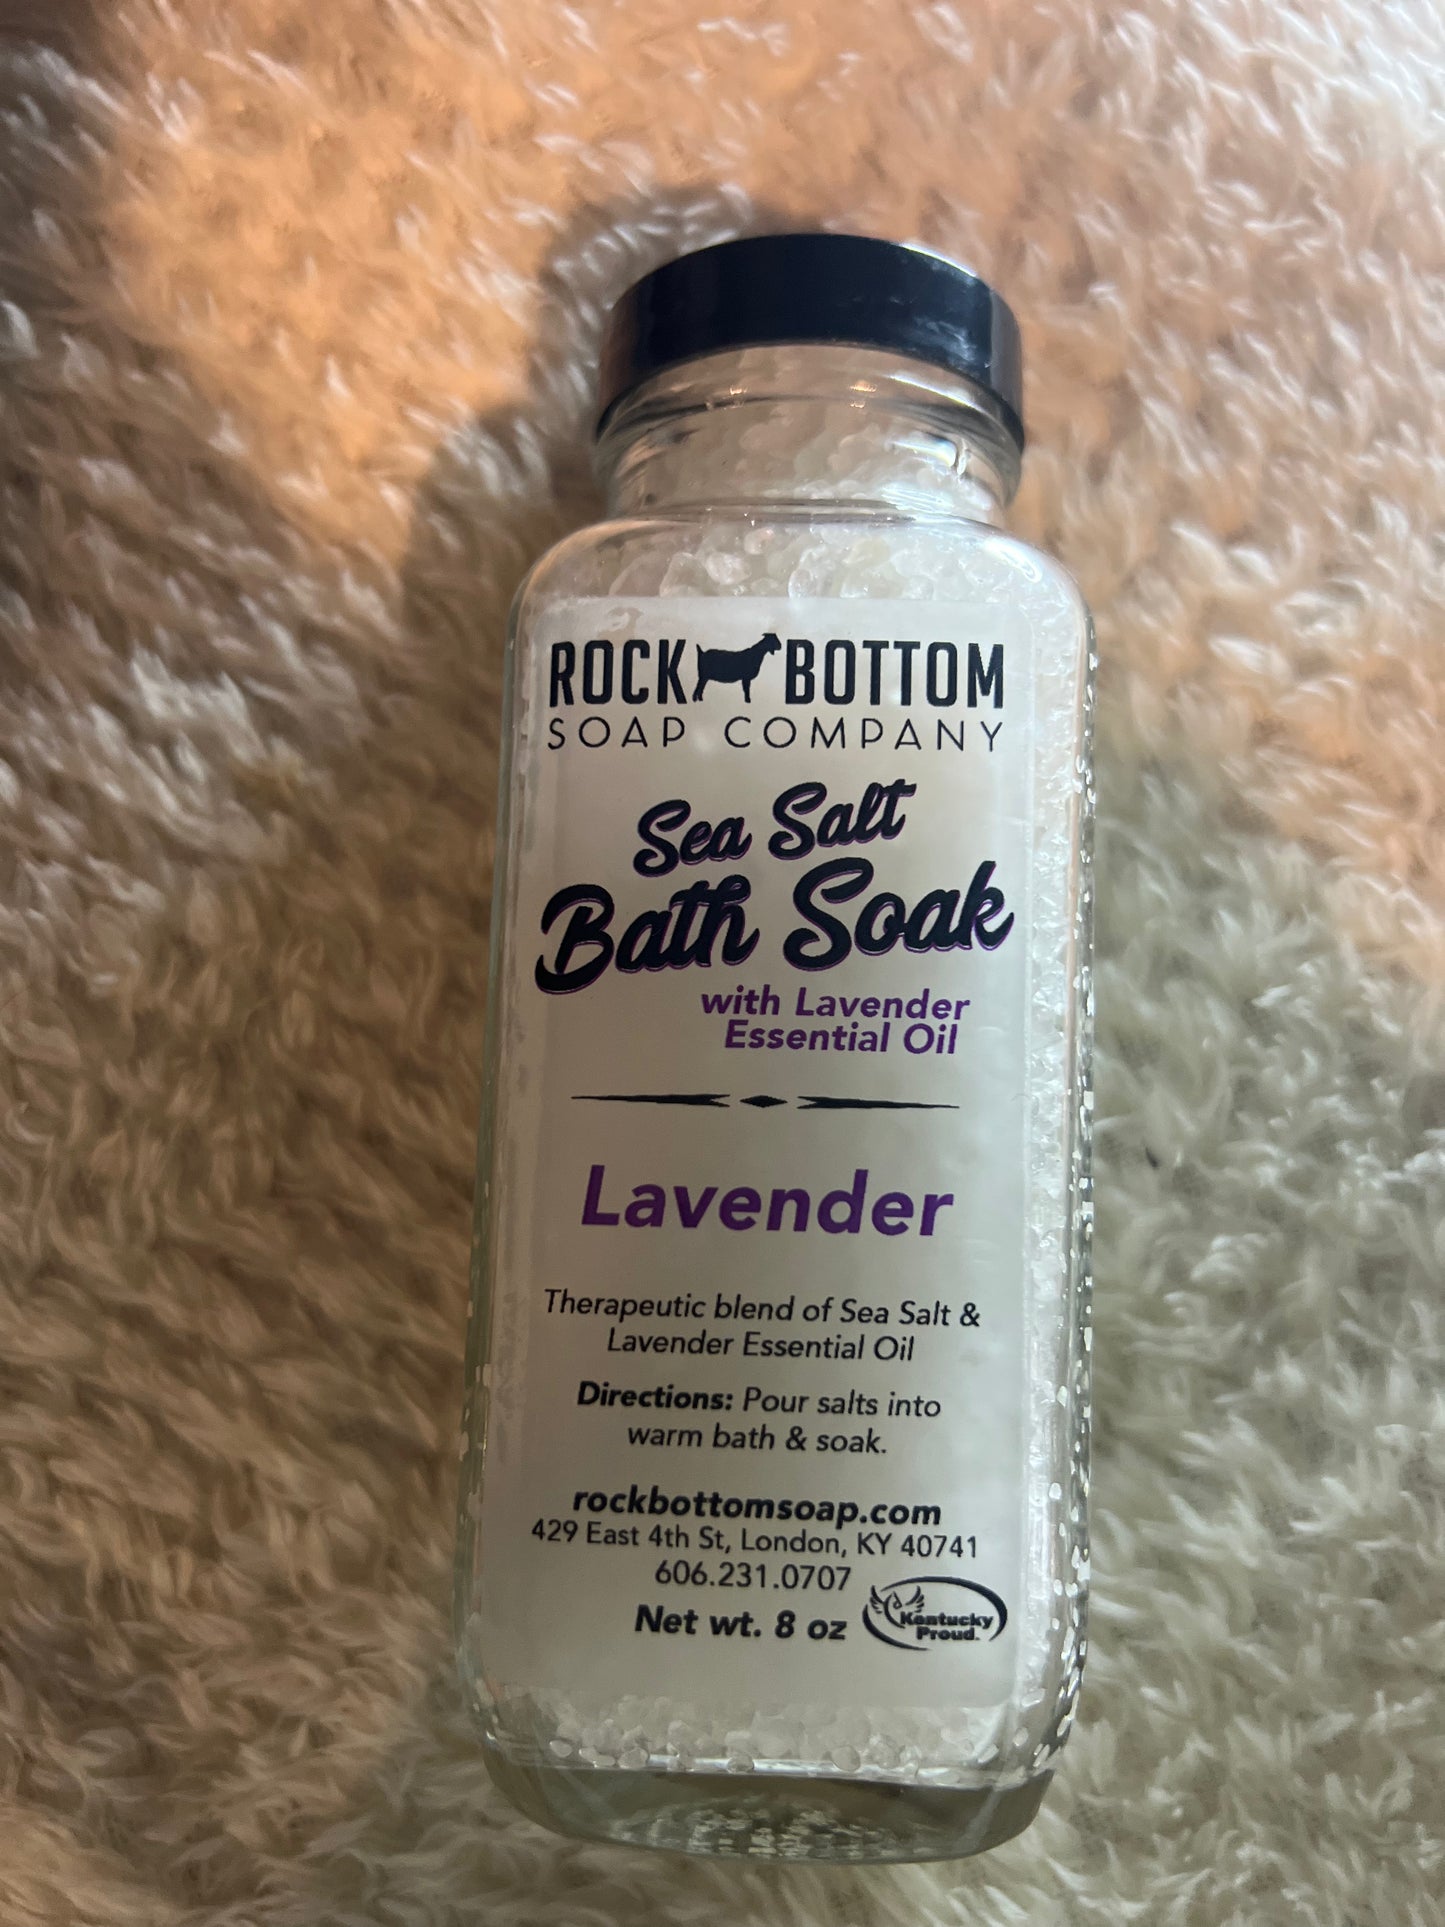 ROCK BOTTOM
SOAP COMPANY
Sea Salt
Bath Soak
with Lavender
Essential Oil
Lavender
Therapeutic blend of Sea Salt &
Lavender Essential Oil
Directions: Pour salts into
warm bath & soak.
rockbottomsoap.com
429 East 4th St, London, KY 40741
606.231.0707
Net wt. 8 oz
Kentucky
Proud.